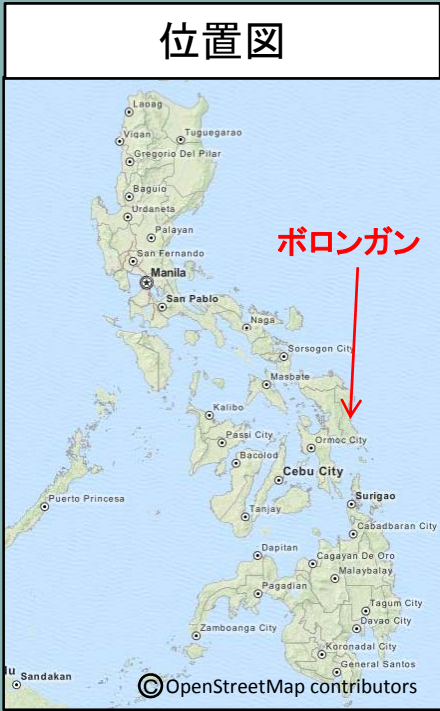 位置図
Laoag
Vigan
Tuguegarao
Gregorio Del Pilar
Baguio
Urdaneta
Palayan
San Fernando
ボロンガン
Manila
San Pablo
Naga
Sorsogon City
Masbate
Kalibo
Passi City
Ormoc City
Bacolod
Cebu City
Puerto Princesa
Surigao
Tanjay
Cabadbaran City
Dapitan
Cagayan De Oro
Malaybalay
Pagadian
Tagum City
Zamboanga City
Davao City
Koronadal City
General Santos
Sandakan
© OpenStreetMap contributors